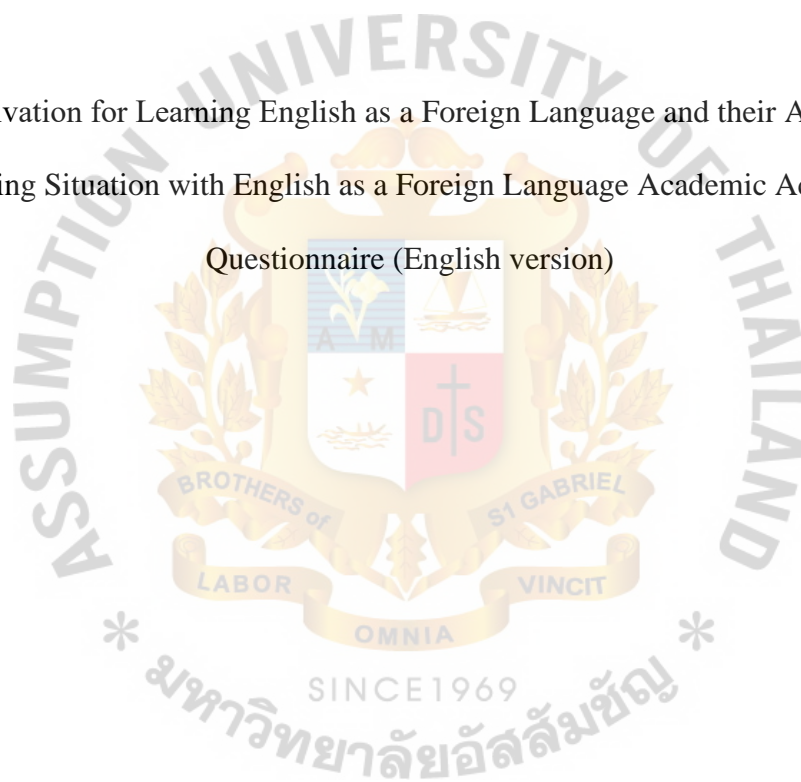 ivation for Learning English as a Foreign Language and their A
ing Situation with English as a Foreign Language Academic Ac
Questionnaire (English version)
ASSUMPTION UNIVERSITY OF THAILAND
A M
D S
BROTHERS of ST GABRIEL
LABOR OMNIA VINCIT
SINCE1969
มหาวิทยาลัยอัสสัมชัญ